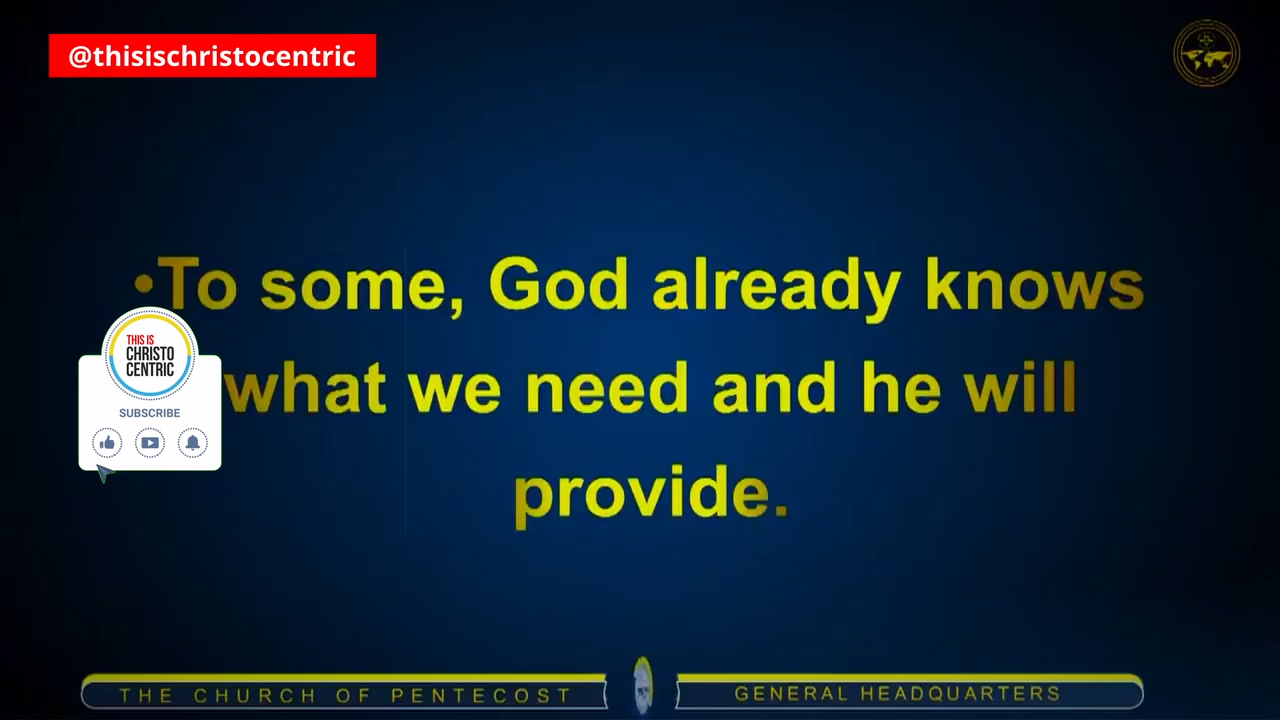 @thisischristocentric
•To some, God already knows
what we need and he will
provide.
THIS IS
CHRISTO
CENTRIC
SUBSCRIBE
THE CHURCH OF PENTECOST
GENERAL HEADQUARTERS